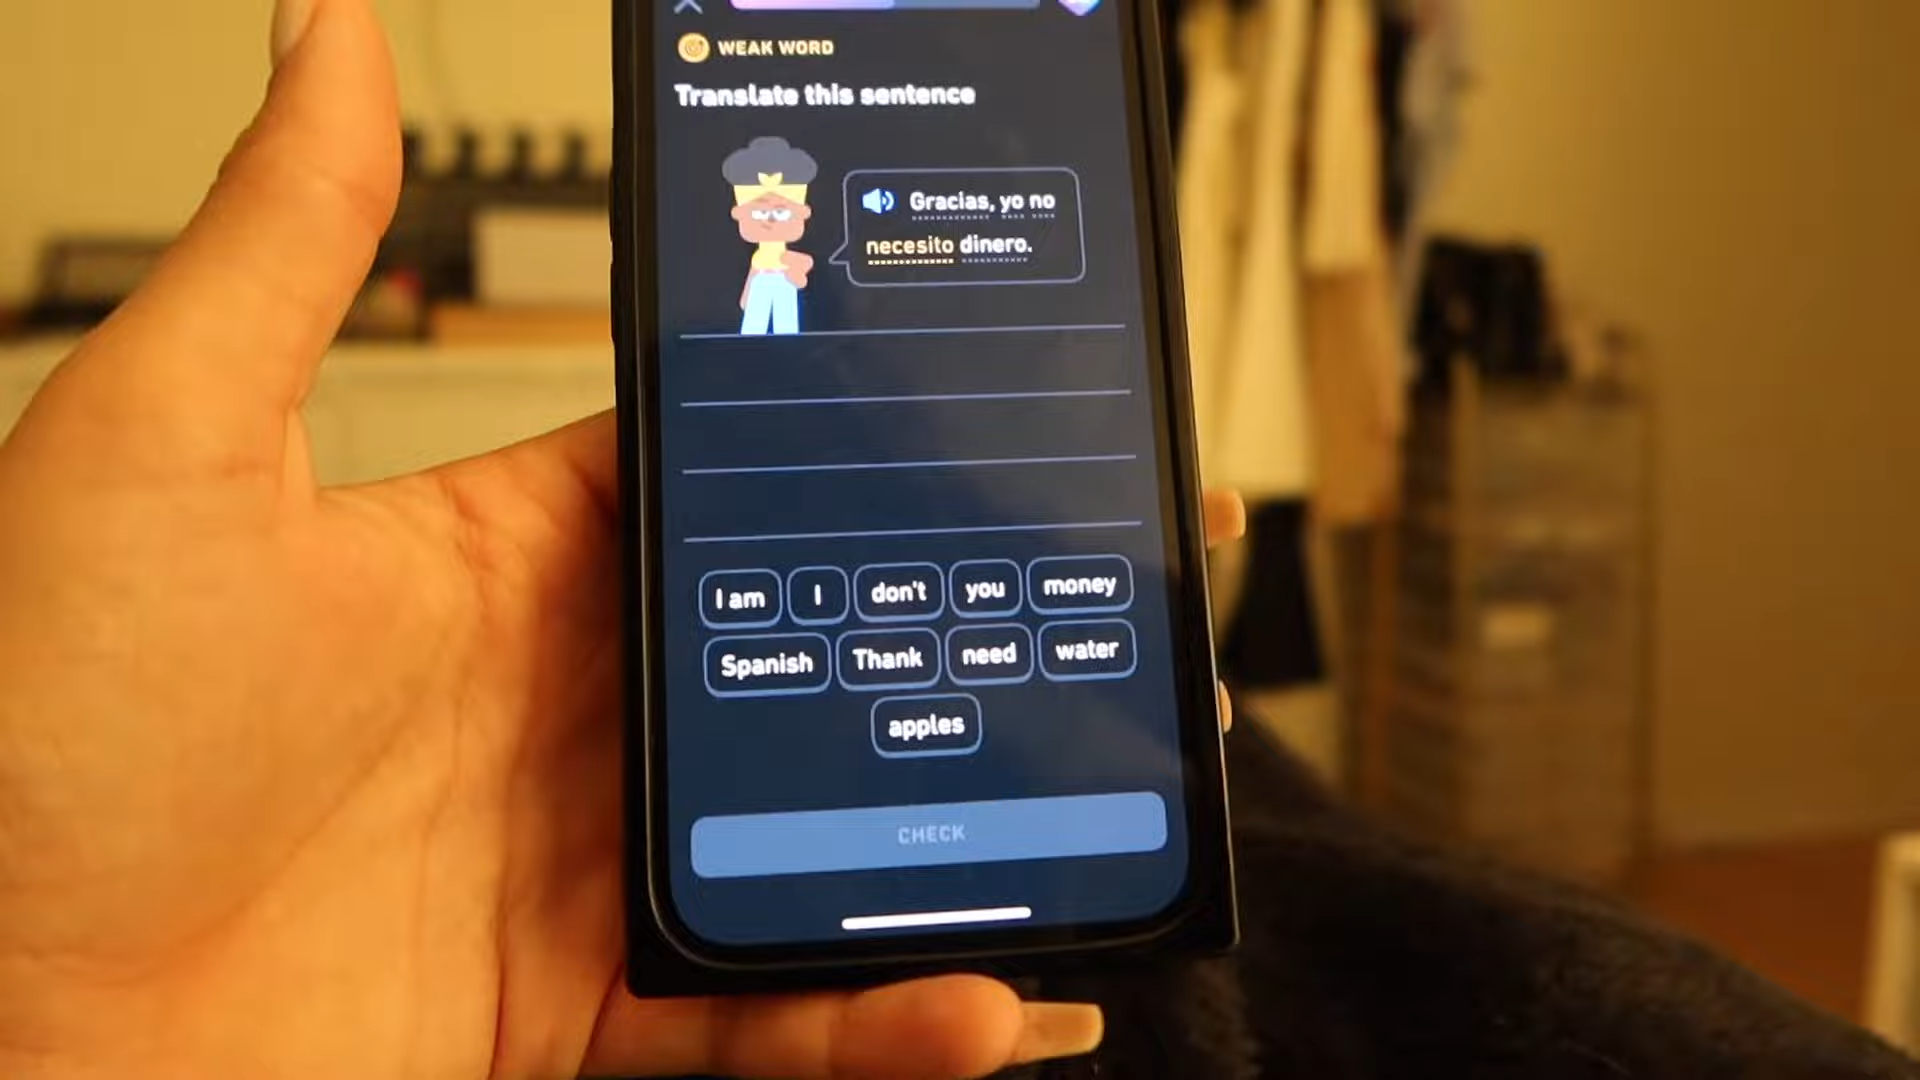 WEAK WORD
Translate this sentence
Gracias, yo no
necesito dinero.
I am I don't you money
Spanish Thank need water
apples
CHECK